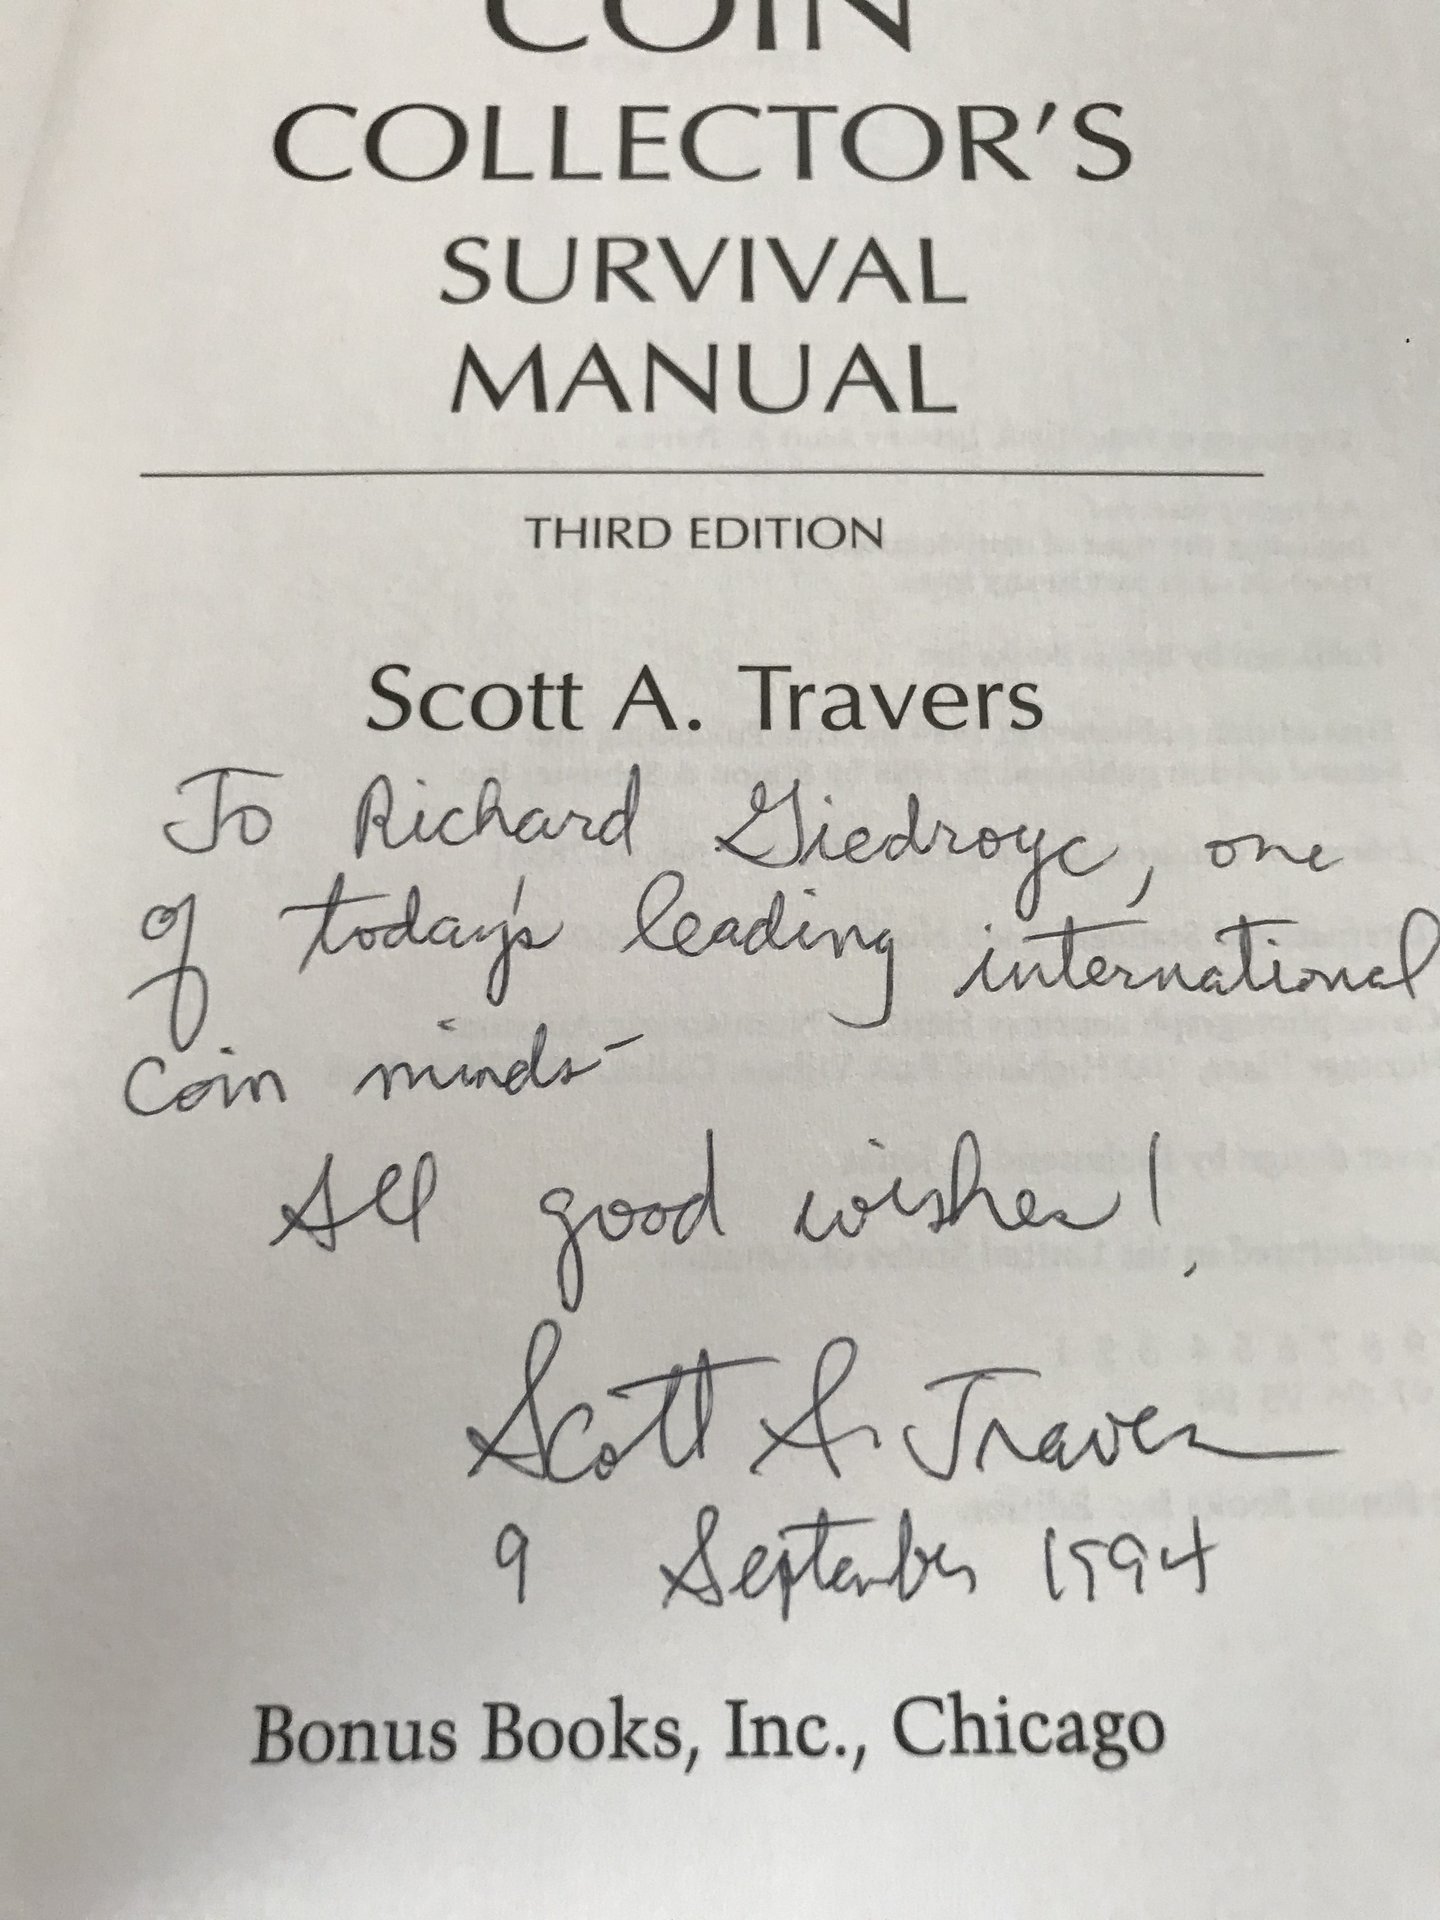 COIN
COLLECTOR'S
SURVIVAL
MANUAL
THIRD EDITION
Scott A. Travers
To Richard Giedroyc, one
of today's leading international
coin minds-
All good wishes!
Scott A. Travers
9 September 1994
Bonus Books, Inc., Chicago